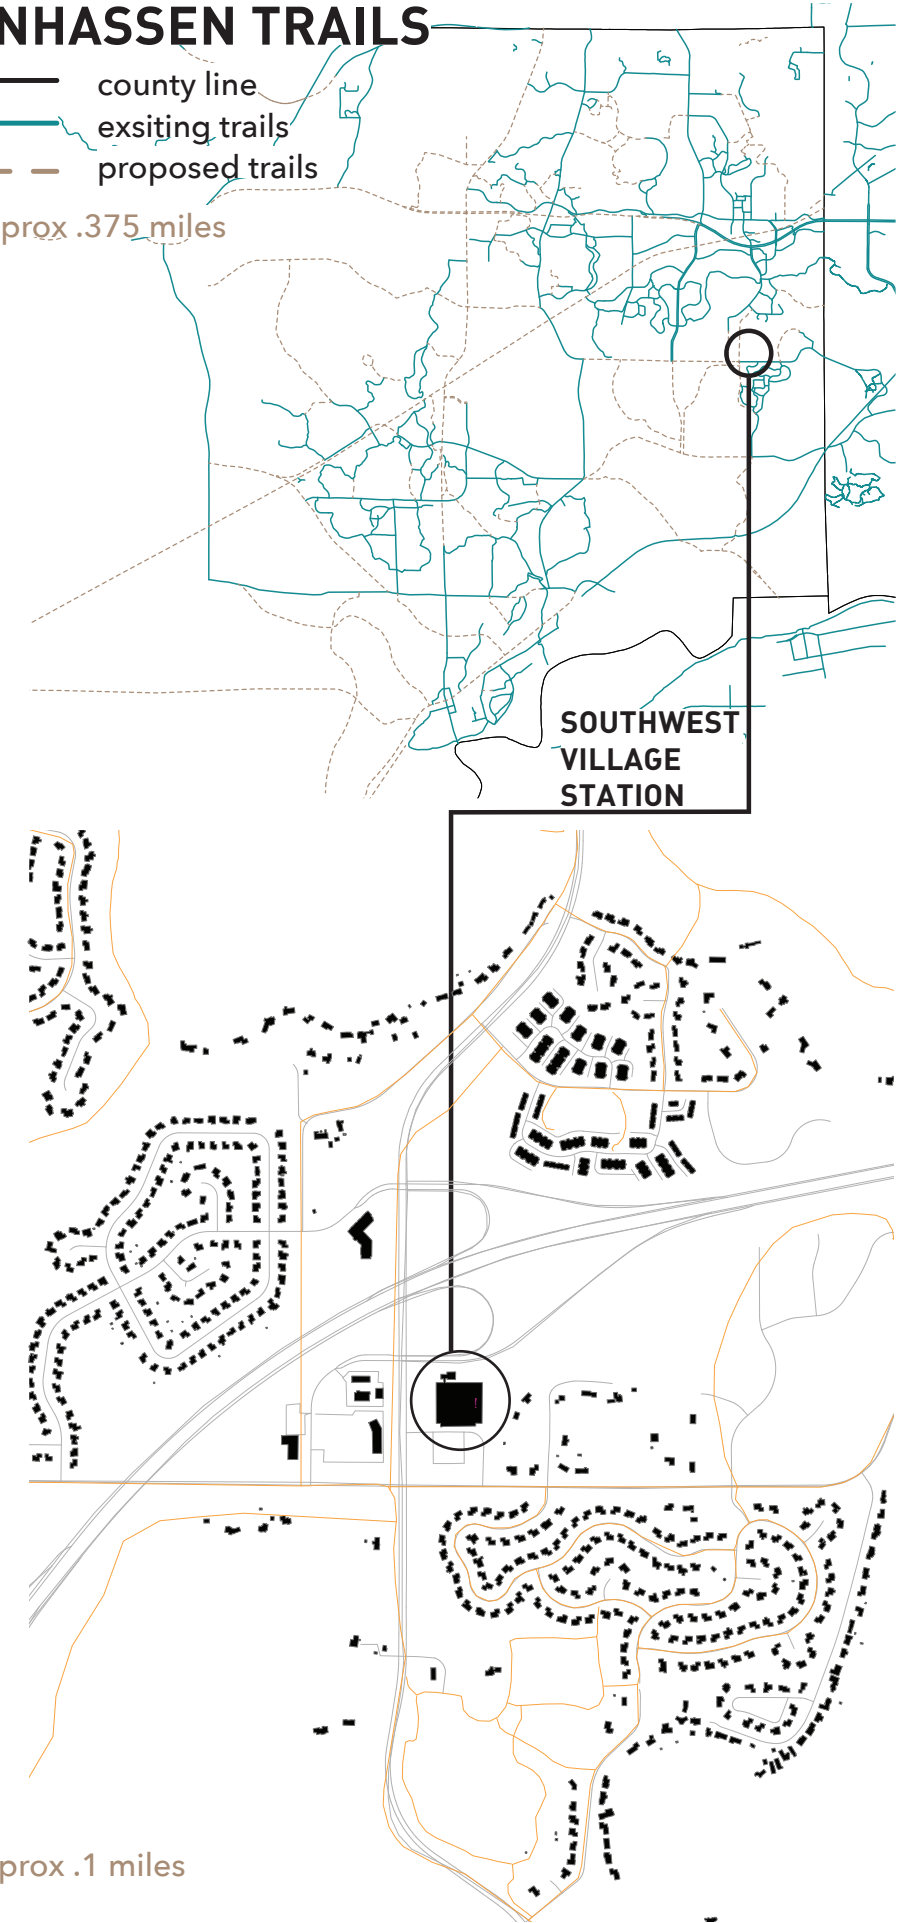 NHASSEN TRAILS
county line
exsiting trails
proposed trails
prox .375 miles
SOUTHWEST
VILLAGE
STATION
prox .1 miles